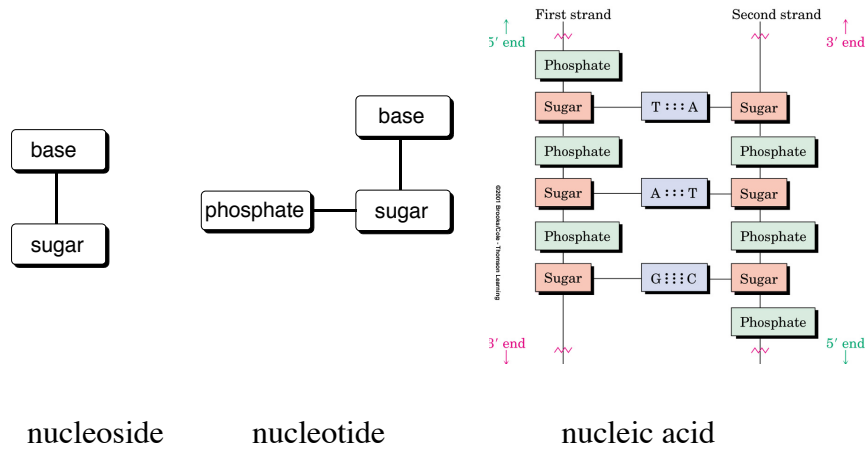 base
sugar
nucleoside
base
phosphate
sugar
nucleotide
First strand
Second strand
5′ end
3′ end
Phosphate
Sugar
T A
Sugar
Phosphate
Phosphate
Sugar
A T
Sugar
Phosphate
Phosphate
Sugar
G C
Sugar
Phosphate
3′ end
5′ end
©2001 Brooks/Cole - Thomson Learning
nucleic acid